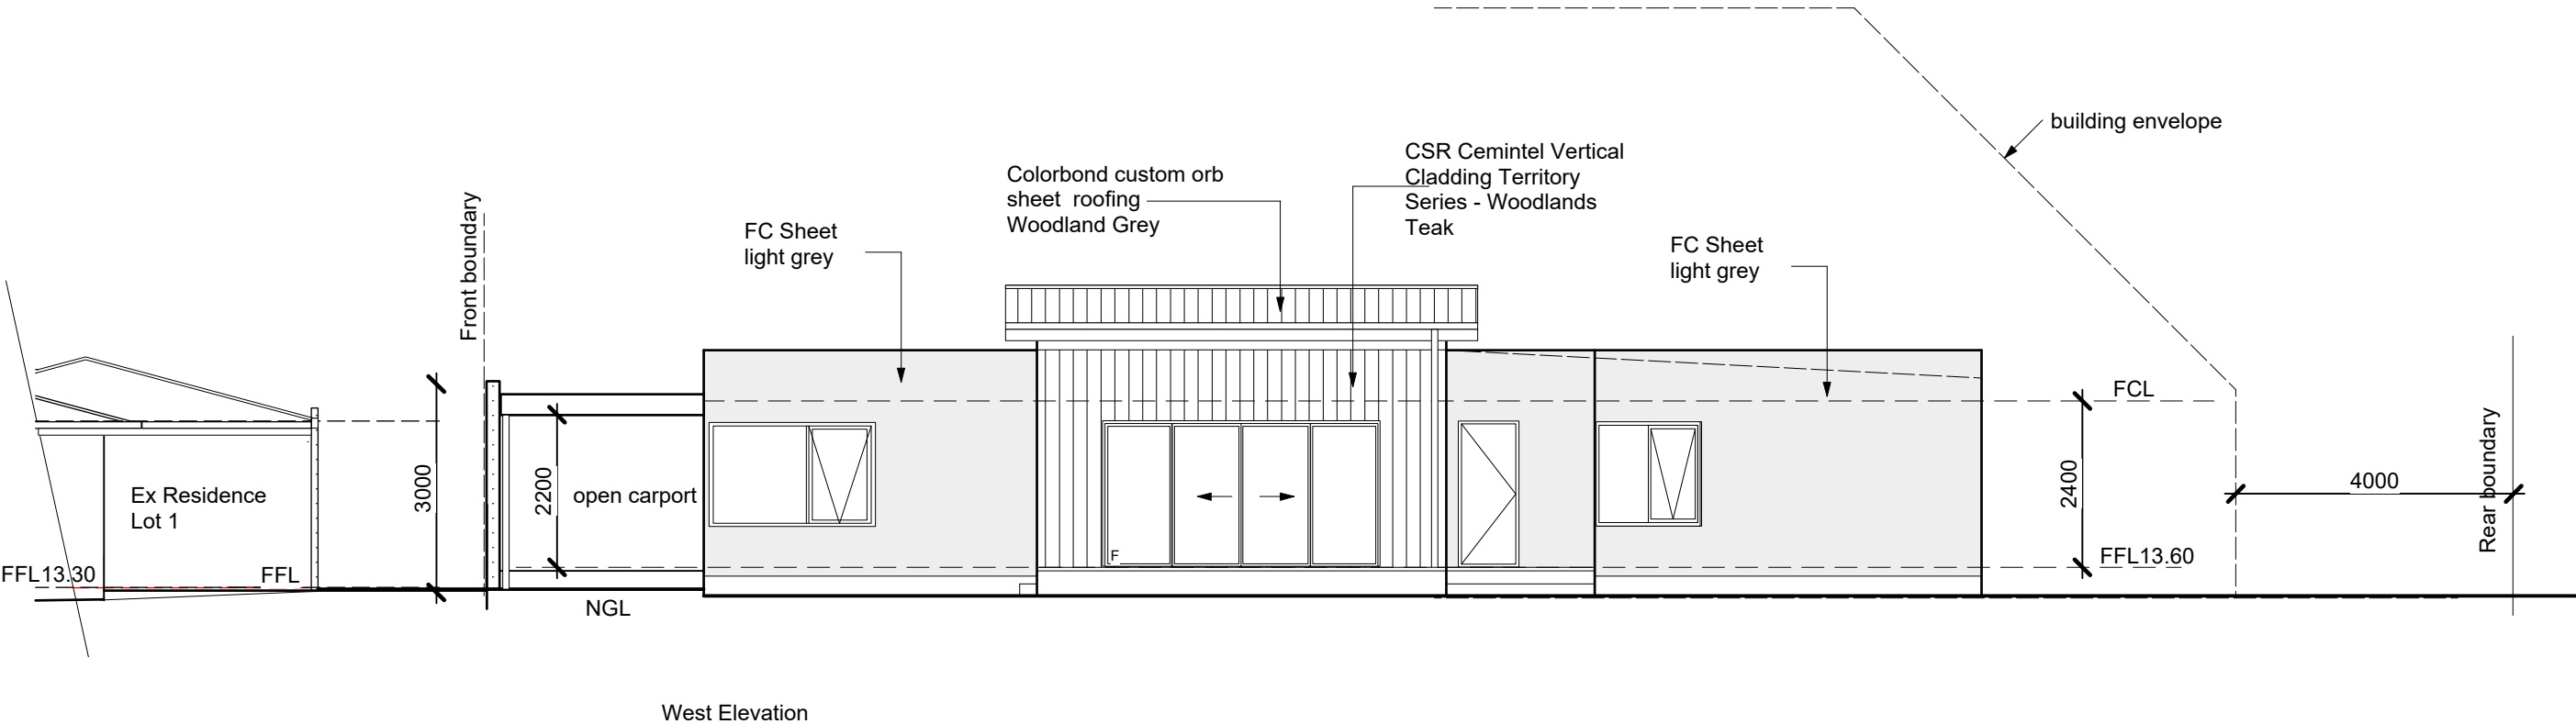 building envelope
CSR Cemintel Vertical
Cladding Territory
Series - Woodlands
Teak
Colorbond custom orb
sheet roofing
Woodland Grey
FC Sheet
light grey
FC Sheet
light grey
Front boundary
FCL
Rear boundary
3000
2200
open carport
Ex Residence
Lot 1
2400
4000
F
FFL13.30
FFL
FFL13.60
NGL
West Elevation